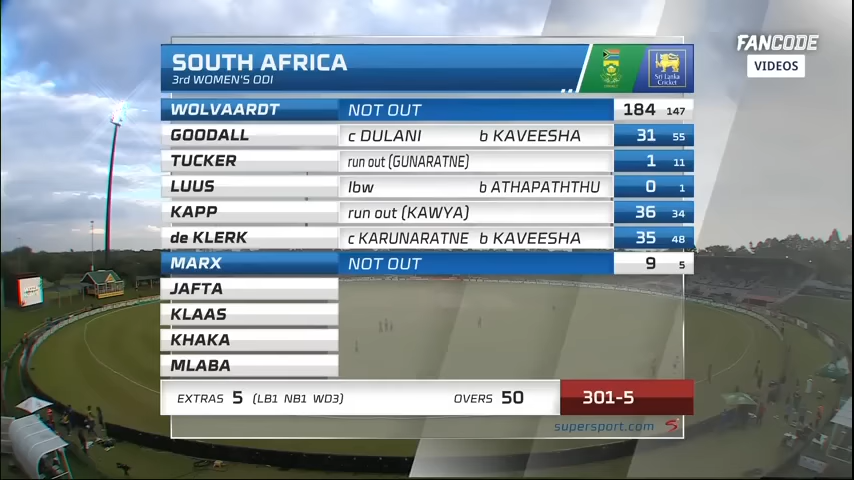 FANCODE
VIDEOS
SOUTH AFRICA
3rd WOMEN'S ODI
Sri Lanka
Cricket
WOLVAARDT NOT OUT 184 147
GOODALL c DULANI b KAVEESHA 31 55
TUCKER run out (GUNARATNE) 1 11
LUUS lbw b ATHAPATHTHU 0 1
KAPP run out (KAWYA) 36 34
de KLERK c KARUNARATNE b KAVEESHA 35 48
MARX NOT OUT 9 5
JAFTA
KLAAS
KHAKA
MLABA
EXTRAS 5 (LB1 NB1 WD3) OVERS 50 301-5
supersport.com